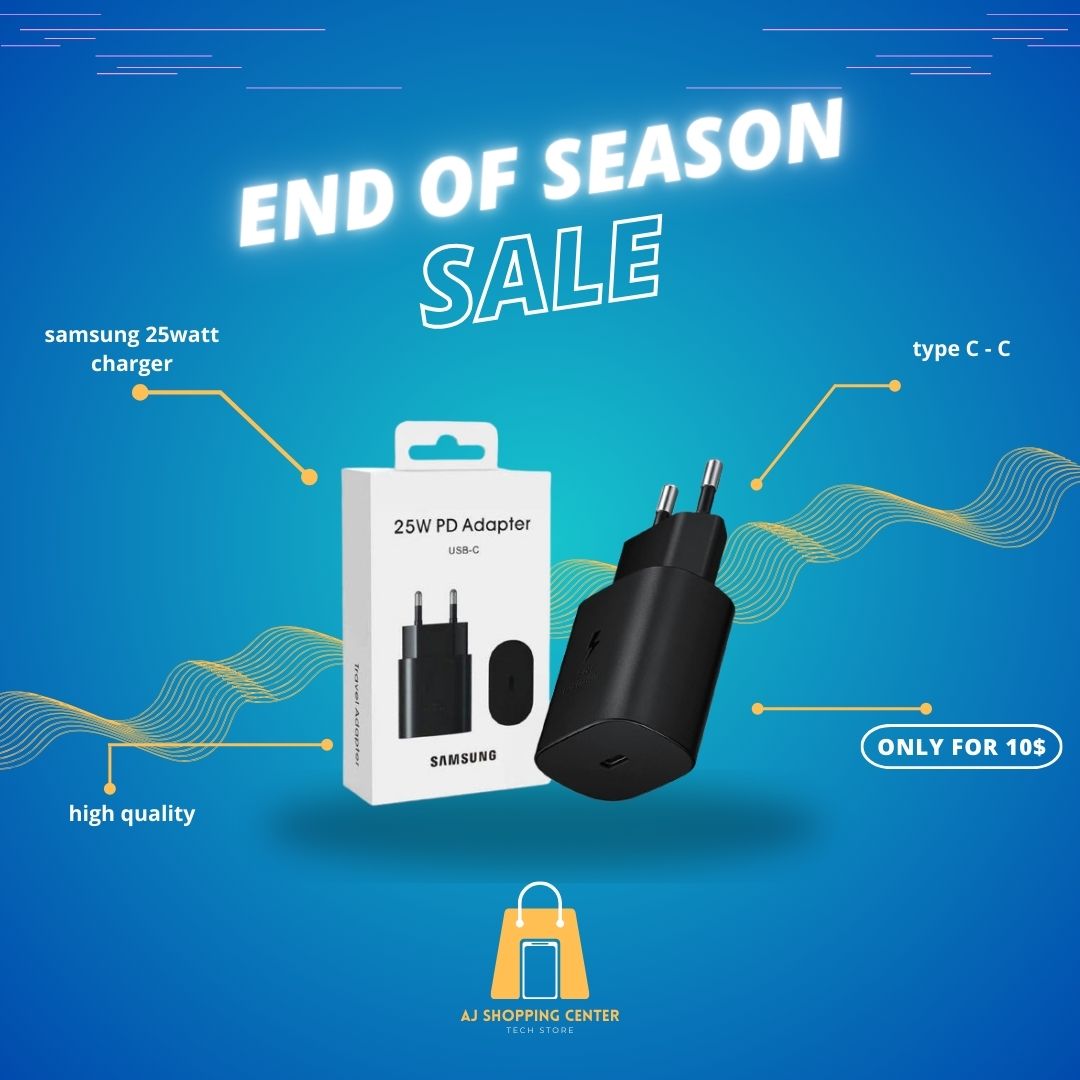 END OF SEASON
SALE
samsung 25watt
charger
type C - C
25W PD Adapter
USB-C
Travel Adapter
SAMSUNG
ONLY FOR 10$
high quality
AJ SHOPPING CENTER
TECH STORE